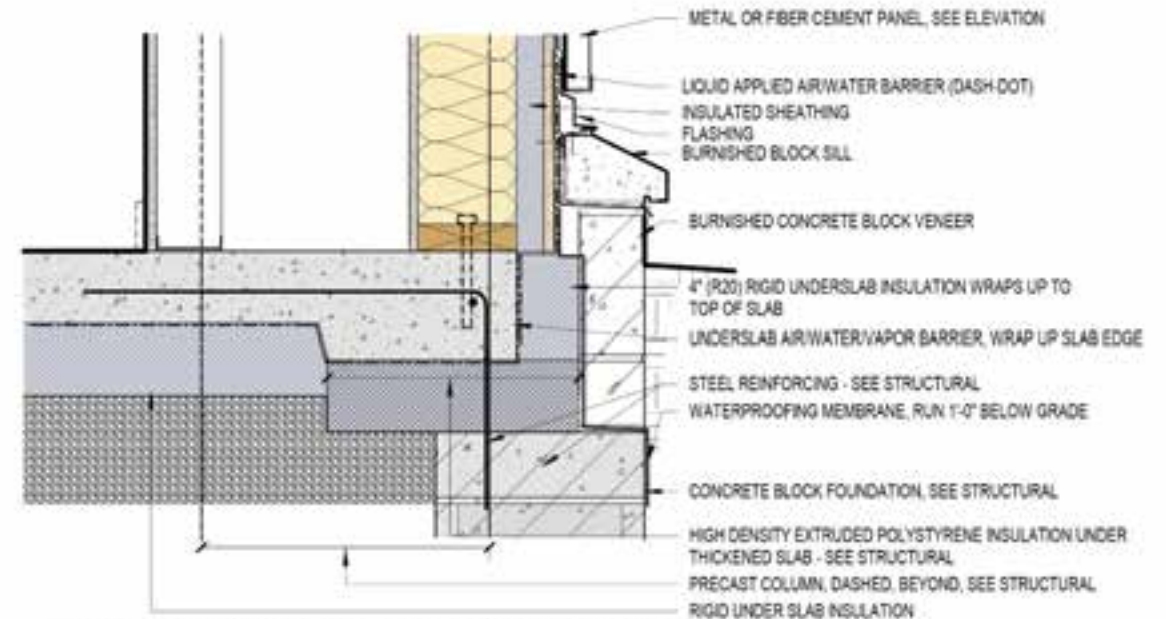 METAL OR FIBER CEMENT PANEL, SEE ELEVATION
LIQUID APPLIED AIR/WATER BARRIER (DASH-DOT)
INSULATED SHEATHING
FLASHING
BURNISHED BLOCK SILL
BURNISHED CONCRETE BLOCK VENEER
4" (R20) RIGID UNDERSLAB INSULATION WRAPS UP TO
TOP OF SLAB
UNDERSLAB AIR/WATER/VAPOR BARRIER, WRAP UP SLAB EDGE
STEEL REINFORCING - SEE STRUCTURAL
WATERPROOFING MEMBRANE, RUN 1'-0" BELOW GRADE
CONCRETE BLOCK FOUNDATION, SEE STRUCTURAL
HIGH DENSITY EXTRUDED POLYSTYRENE INSULATION UNDER
THICKENED SLAB - SEE STRUCTURAL
PRECAST COLUMN, DASHED, BEYOND, SEE STRUCTURAL
RIGID UNDER SLAB INSULATION